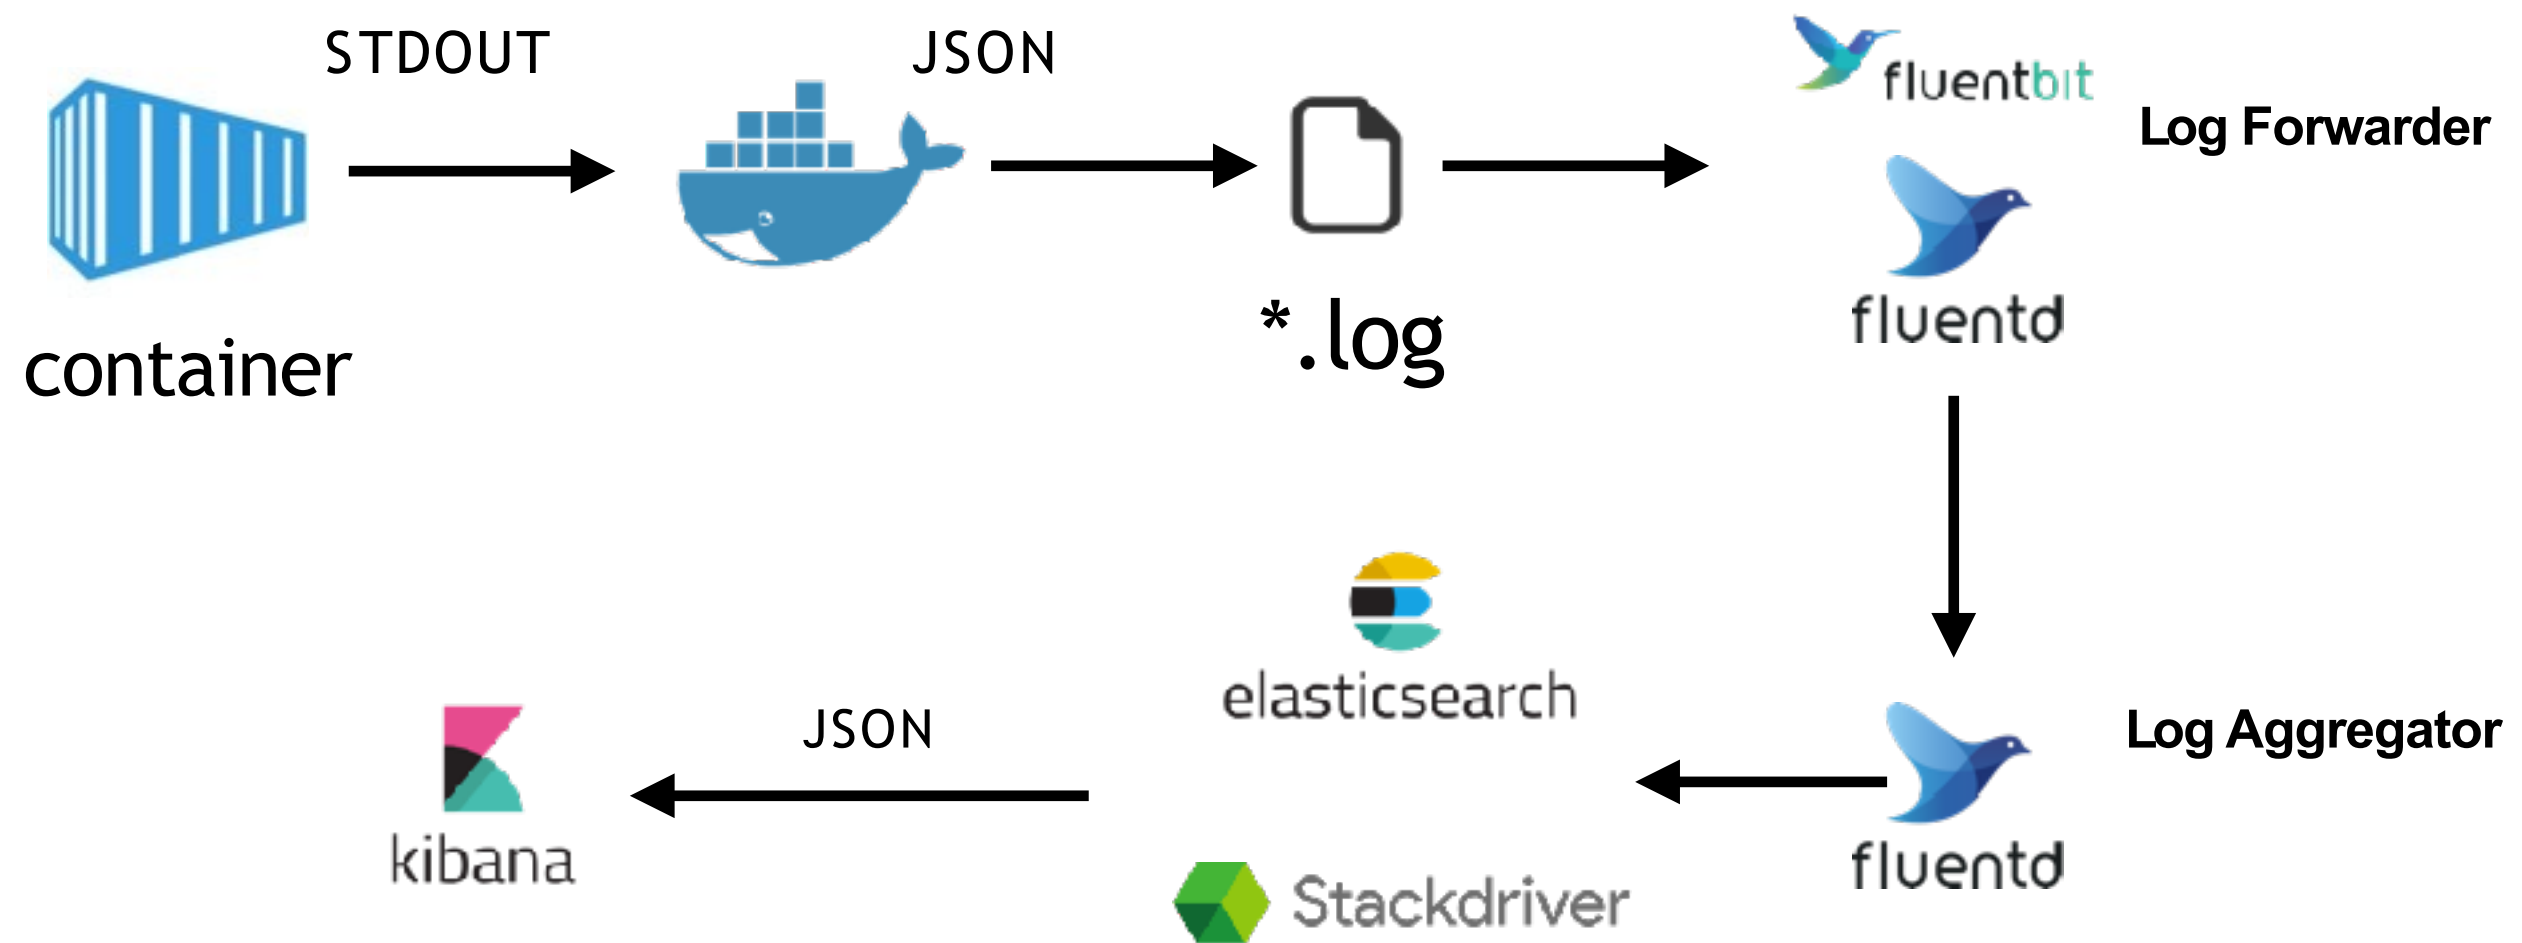 STDOUT
JSON
fluentbit
Log Forwarder
container
*.log
fluentd
elasticsearch
JSON
Log Aggregator
kibana
Stackdriver
fluentd